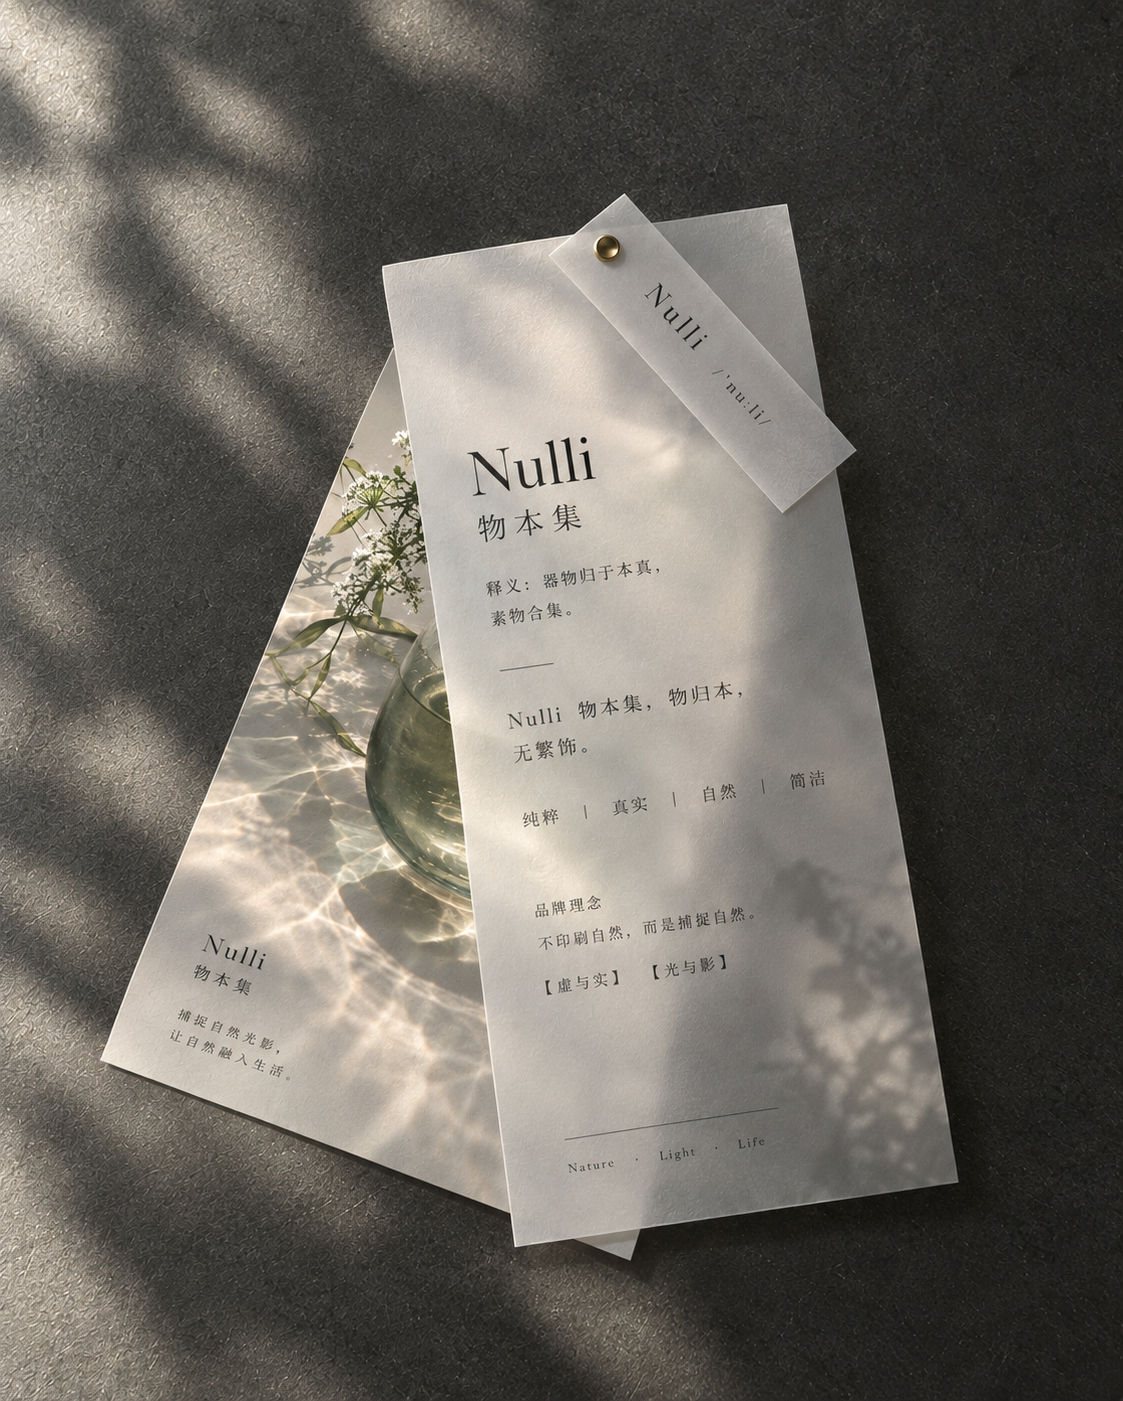 Nulli /'nu:li/
Nulli
物本集
释义：器物归于本真，
素物合集。
Nulli 物本集，物归本，
无繁饰。
纯粹 | 真实 | 自然 | 简洁
品牌理念
不印刷自然，而是捕捉自然。
【虚与实】 【光与影】
Nature · Light · Life
Nulli
物本集
捕捉自然光影，
让自然融入生活。